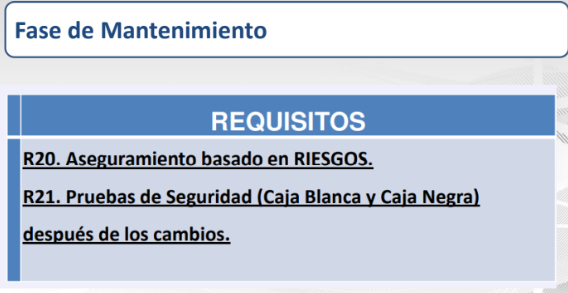 Fase de Mantenimiento
REQUISITOS
R20. Aseguramiento basado en RIESGOS.
R21. Pruebas de Seguridad (Caja Blanca y Caja Negra)
después de los cambios.